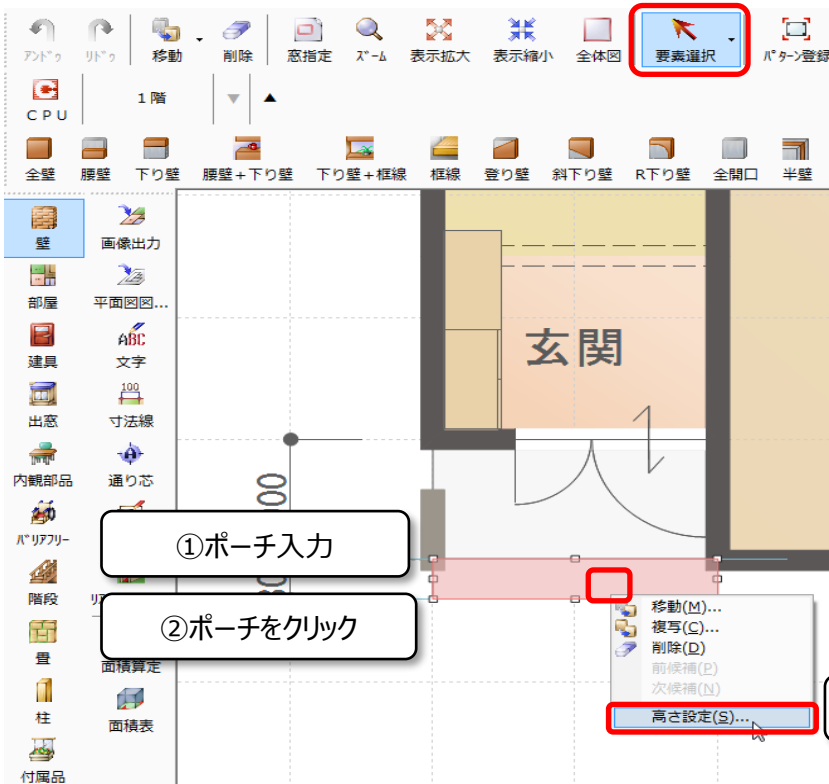 アンドゥ リドゥ 移動 削除 窓指定 ズーム 表示拡大 表示縮小 全体図 要素選択 パターン登録
CPU 1階
全壁 腰壁 下り壁 腰壁+下り壁 下り壁+框線 框線 登り壁 斜下り壁 R下り壁 全開口 半壁
壁 画像出力
部屋 平面図図...
ABC
建具 文字
100
出窓 寸法線
内観部品 通り芯
バリアフリー
階段
畳 面積算定
柱 面積表
付属品
玄関
①ポーチ入力
②ポーチをクリック
移動(M)...
複写(C)...
削除(D)
前候補(P)
次候補(N)
高さ設定(S)...